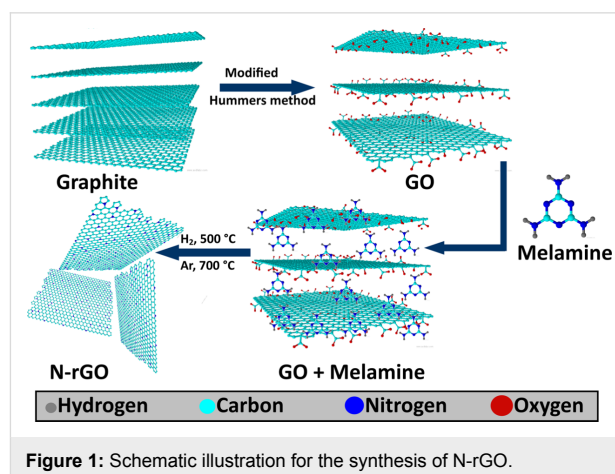 Modified
Hummers method
Graphite
GO
Melamine
H2, 500 °C
Ar, 700 °C
N-rGO
GO + Melamine
Hydrogen
Carbon
Nitrogen
Oxygen
Figure 1: Schematic illustration for the synthesis of N-rGO.